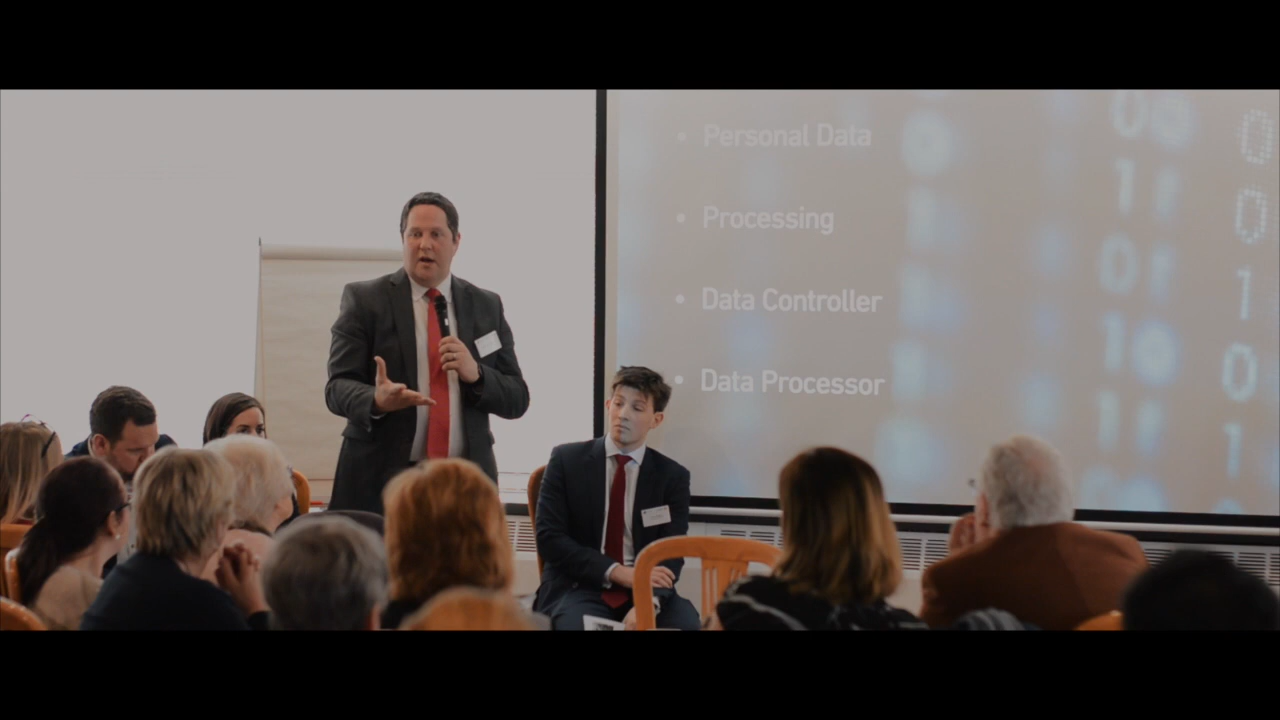 • Personal Data
• Processing
• Data Controller
• Data Processor